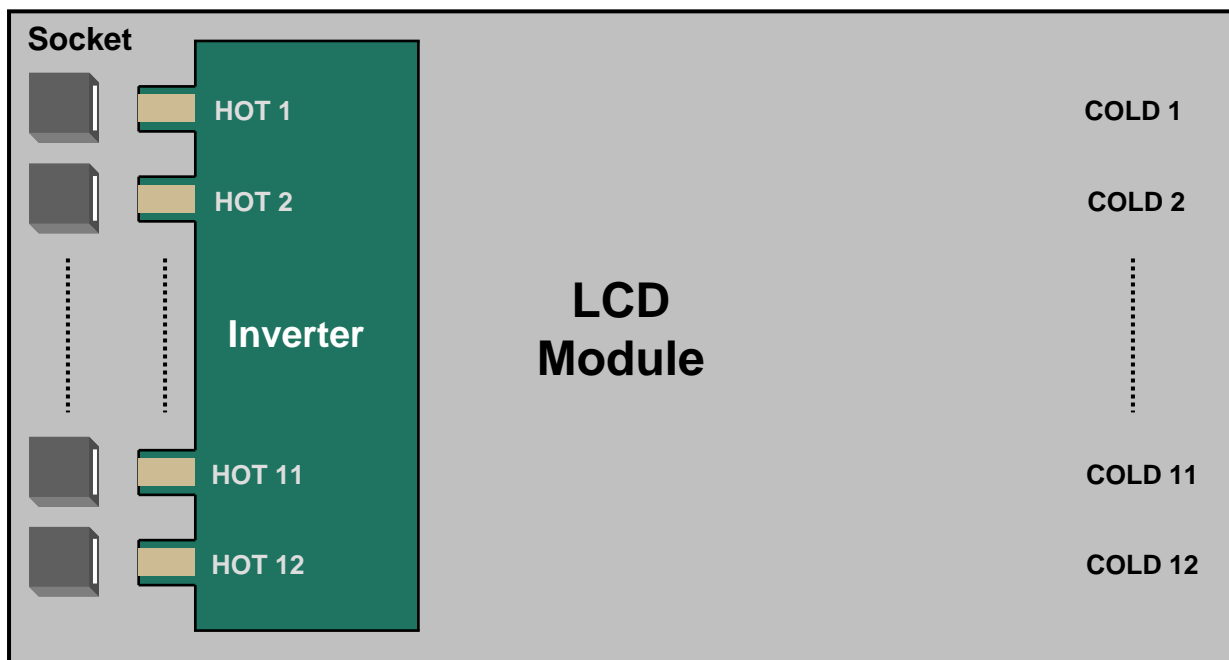 Socket
HOT 1
COLD 1
HOT 2
COLD 2
Inverter
LCD
Module
HOT 11
COLD 11
HOT 12
COLD 12